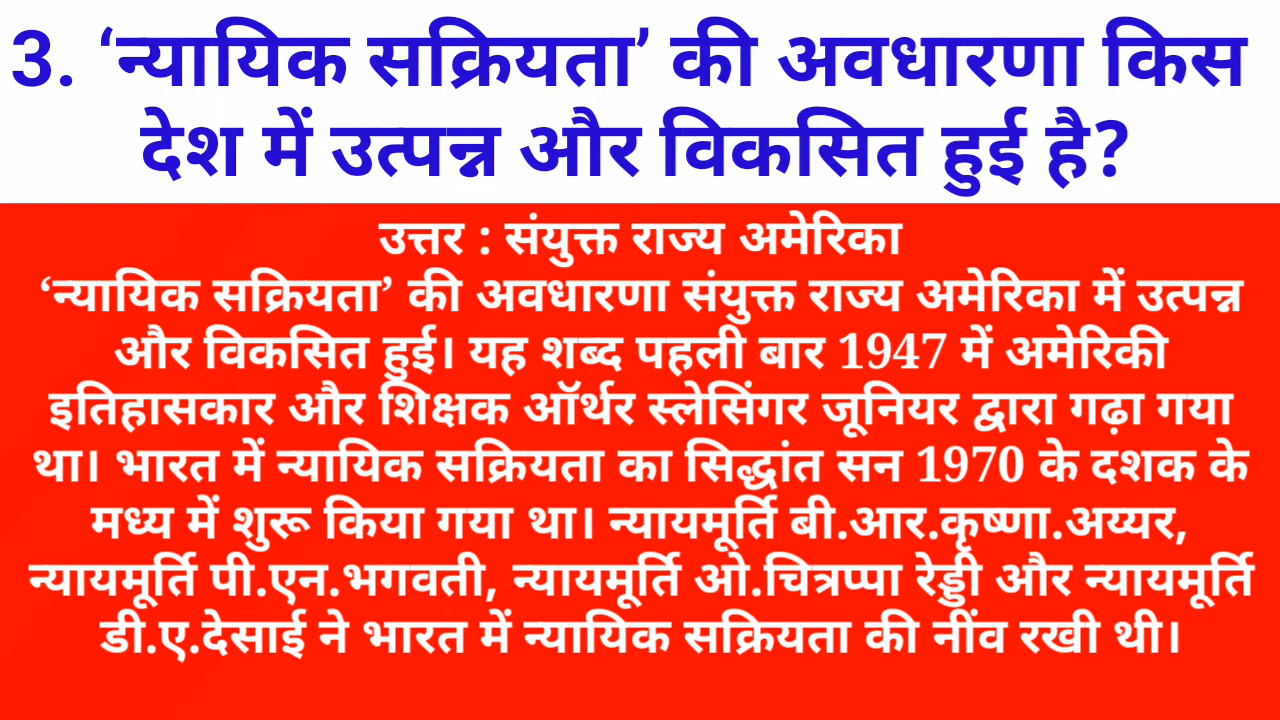 3. ‘न्यायिक सक्रियता’ की अवधारणा किस
देश में उत्पन्न और विकसित हुई है?
उत्तर : संयुक्त राज्य अमेरिका
‘न्यायिक सक्रियता’ की अवधारणा संयुक्त राज्य अमेरिका में उत्पन्न
और विकसित हुई। यह शब्द पहली बार 1947 में अमेरिकी
इतिहासकार और शिक्षक ऑर्थर स्लेसिंगर जूनियर द्वारा गढ़ा गया
था। भारत में न्यायिक सक्रियता का सिद्धांत सन 1970 के दशक के
मध्य में शुरू किया गया था। न्यायमूर्ति बी.आर.कृष्णा.अय्यर,
न्यायमूर्ति पी.एन.भगवती, न्यायमूर्ति ओ.चित्रप्पा रेड्डी और न्यायमूर्ति
डी.ए.देसाई ने भारत में न्यायिक सक्रियता की नींव रखी थी।